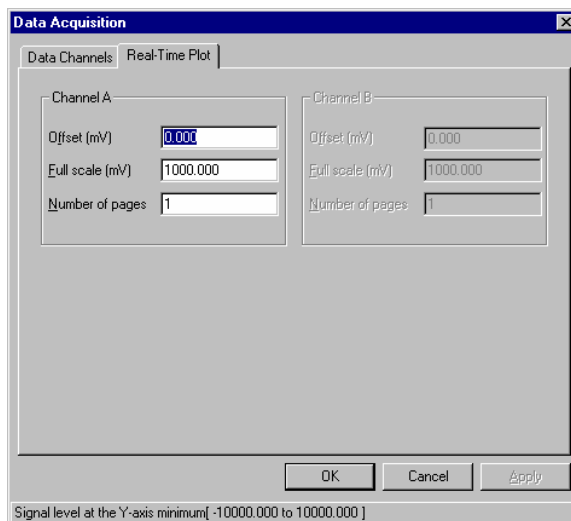 Data Acquisition
Data Channels Real-Time Plot
Channel A Channel B
Offset (mV) 0.000 Offset (mV) 0.000
Full scale (mV) 1000.000 Full scale (mV) 1000.000
Number of pages 1 Number of pages 1
OK Cancel Apply
Signal level at the Y-axis minimum[ -10000.000 to 10000.000 ]